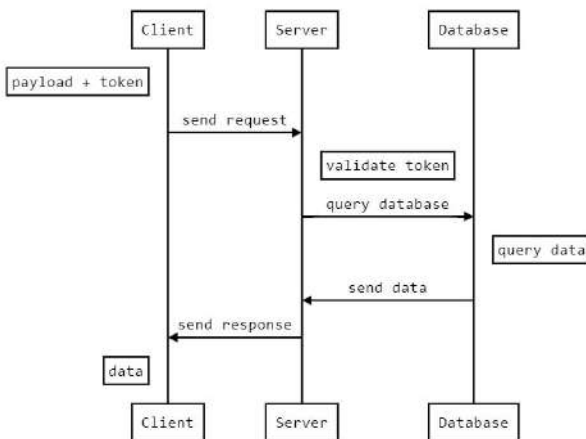 Client Server Database
payload + token
send request
validate token
query database
query data
send data
send response
data
Client Server Database